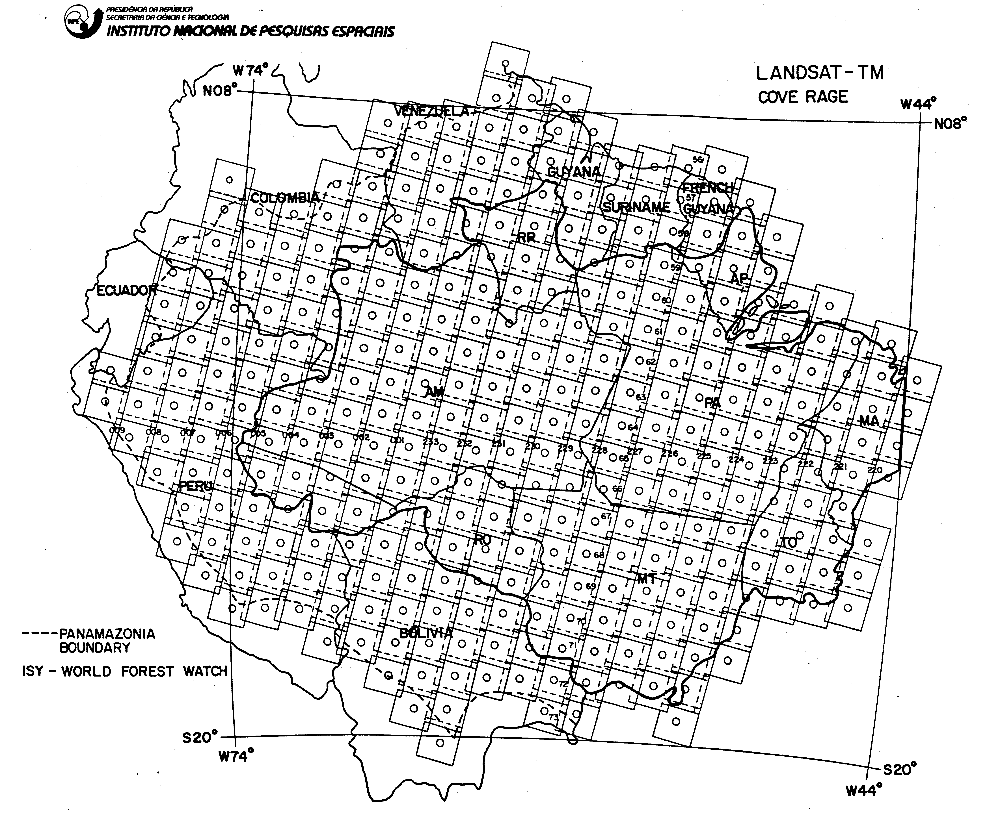 INPE
PRESIDÊNCIA DA REPÚBLICA
SECRETARIA DA CIÊNCIA E TECNOLOGIA
INSTITUTO NACIONAL DE PESQUISAS ESPACIAIS
LANDSAT-TM
COVE RAGE
W74°
N08°
W44°
N08°
VENEZUELA
56
GUYANA
FRENCH
COLOMBIA
57
SURINAME
GUYANA
RR
58
59
AP
ECUADOR
60
61
62
AM
63
PA
MA
64
009 008 007 006 005 004 003 002 001 233 232 231 230 229 228 227 226 225 224 223 222 221 220
65
PERU
66
67
RO
TO
68
MT
69
70
BOLIVIA
71
----PANAMAZONIA
BOUNDARY
ISY - WORLD FOREST WATCH
72
73
S20°
W74°
S20°
W44°